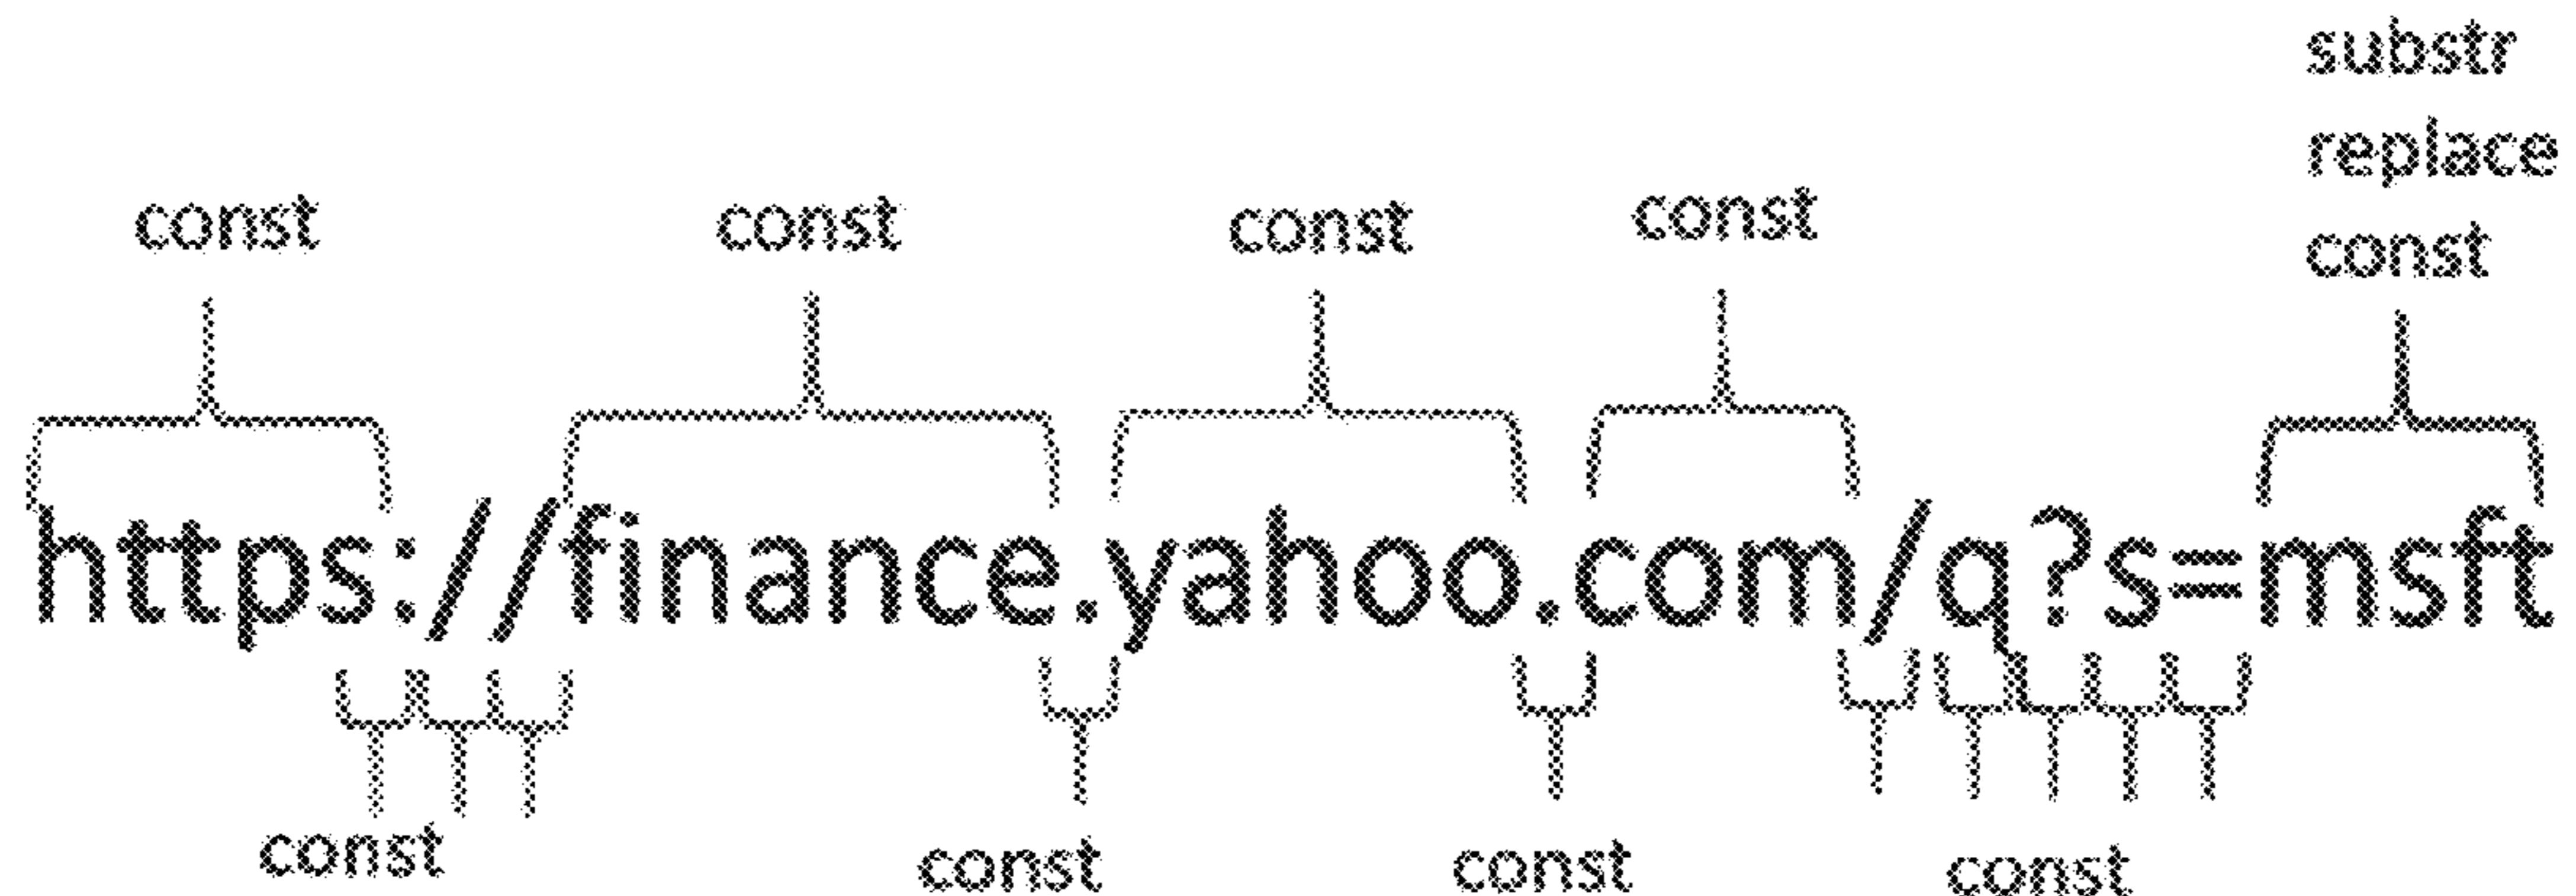 substr
replace
const const const const const
https://finance.yahoo.com/q?s=msft
const const const const